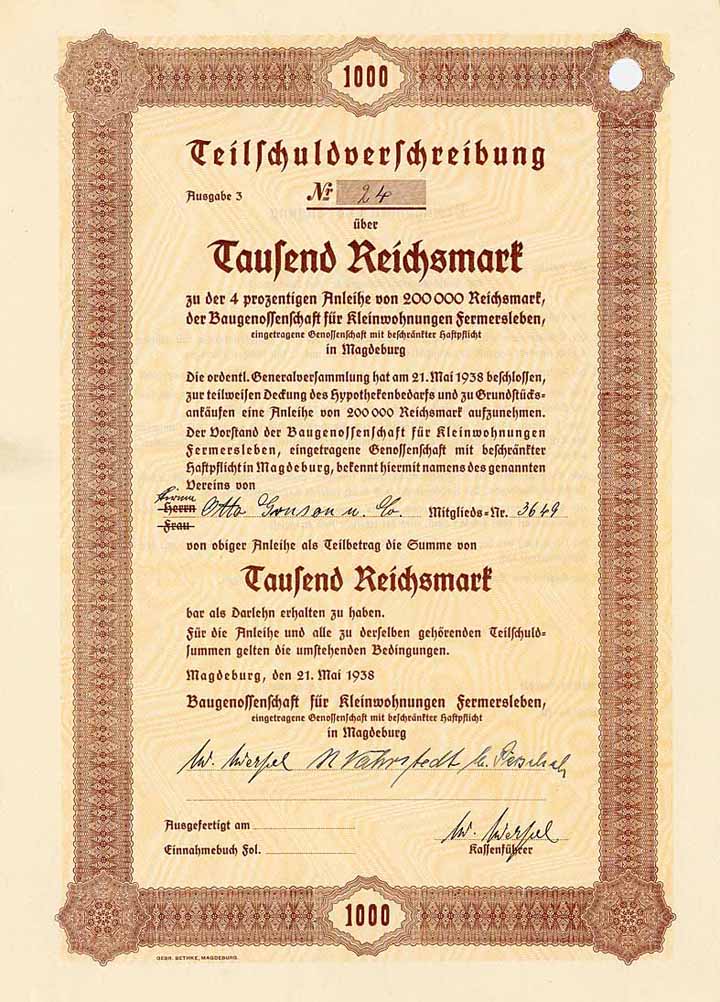 1000
Teilschuldverschreibung
Ausgabe 3 Nr 24
über
Tausend Reichsmark
zu der 4 prozentigen Anleihe von 200 000 Reichsmark,
der Baugenossenschaft für Kleinwohnungen Fermersleben,
eingetragene Genossenschaft mit beschränkter Haftpflicht
in Magdeburg
Die ordentl. Generalversammlung hat am 21. Mai 1938 beschlossen,
zur teilweisen Deckung des Hypothekenbedarfs und zu Grundstücks-
ankäufen eine Anleihe von 200 000 Reichsmark aufzunehmen.
Der Vorstand der Baugenossenschaft für Kleinwohnungen
Fermersleben, eingetragene Genossenschaft mit beschränkter
Haftpflicht in Magdeburg, bekennt hiermit namens des genannten
Vereins von
Firma
Herrn Otto Gruson u. Co. Mitglieds-Nr. 3649
Frau
von obiger Anleihe als Teilbetrag die Summe von
Tausend Reichsmark
bar als Darlehn erhalten zu haben.
Für die Anleihe und alle zu derselben gehörenden Teilschuld-
summen gelten die umstehenden Bedingungen.
Magdeburg, den 21. Mai 1938
Baugenossenschaft für Kleinwohnungen Fermersleben,
eingetragene Genossenschaft mit beschränkter Haftpflicht
in Magdeburg
Ausgefertigt am
Einnahmebuch Fol. Kassenführer
1000
GEBR. BETHKE, MAGDEBURG.